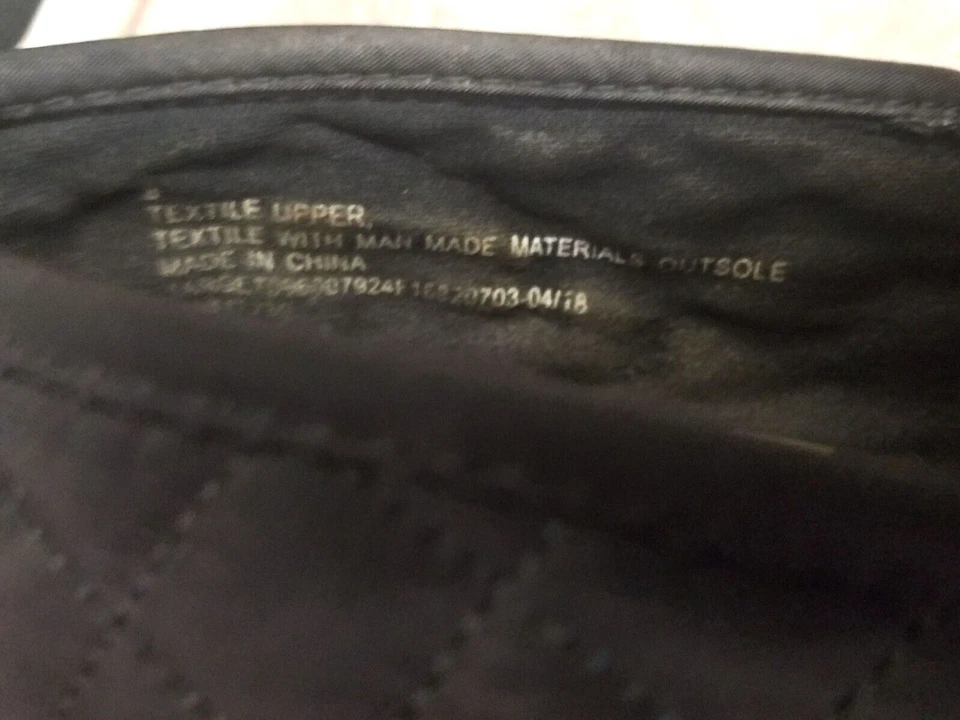 S
TEXTILE UPPER,
TEXTILE WITH MAN MADE MATERIALS OUTSOLE
MADE IN CHINA